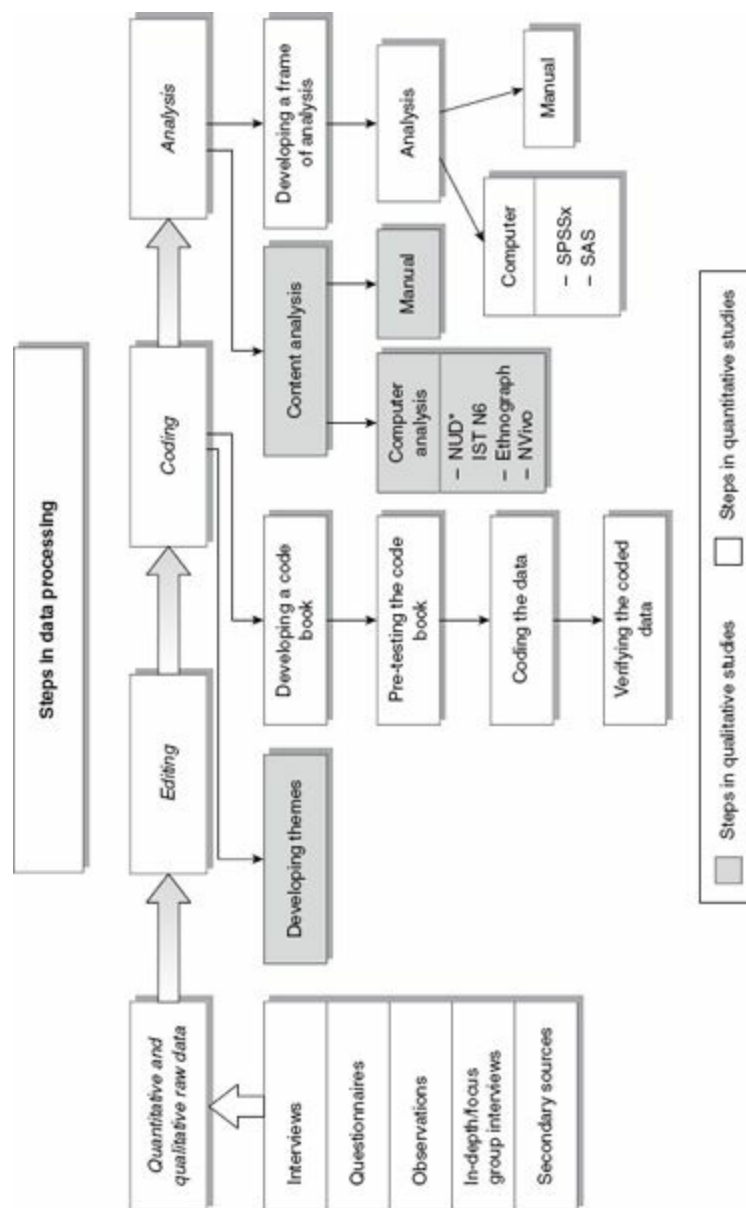 Steps in data processing
Quantitative and
qualitative raw data
Editing
Coding
Analysis
Interviews
Questionnaires
Observations
In-depth/focus
group interviews
Secondary sources
Developing themes
Developing a code
book
Pre-testing the code
book
Coding the data
Verifying the coded
data
Content analysis
Computer
analysis
– NUD*
IST N6
– Ethnograph
– NVivo
Manual
Developing a frame
of analysis
Analysis
Computer
– SPSSx
– SAS
Manual
Steps in qualitative studies
Steps in quantitative studies